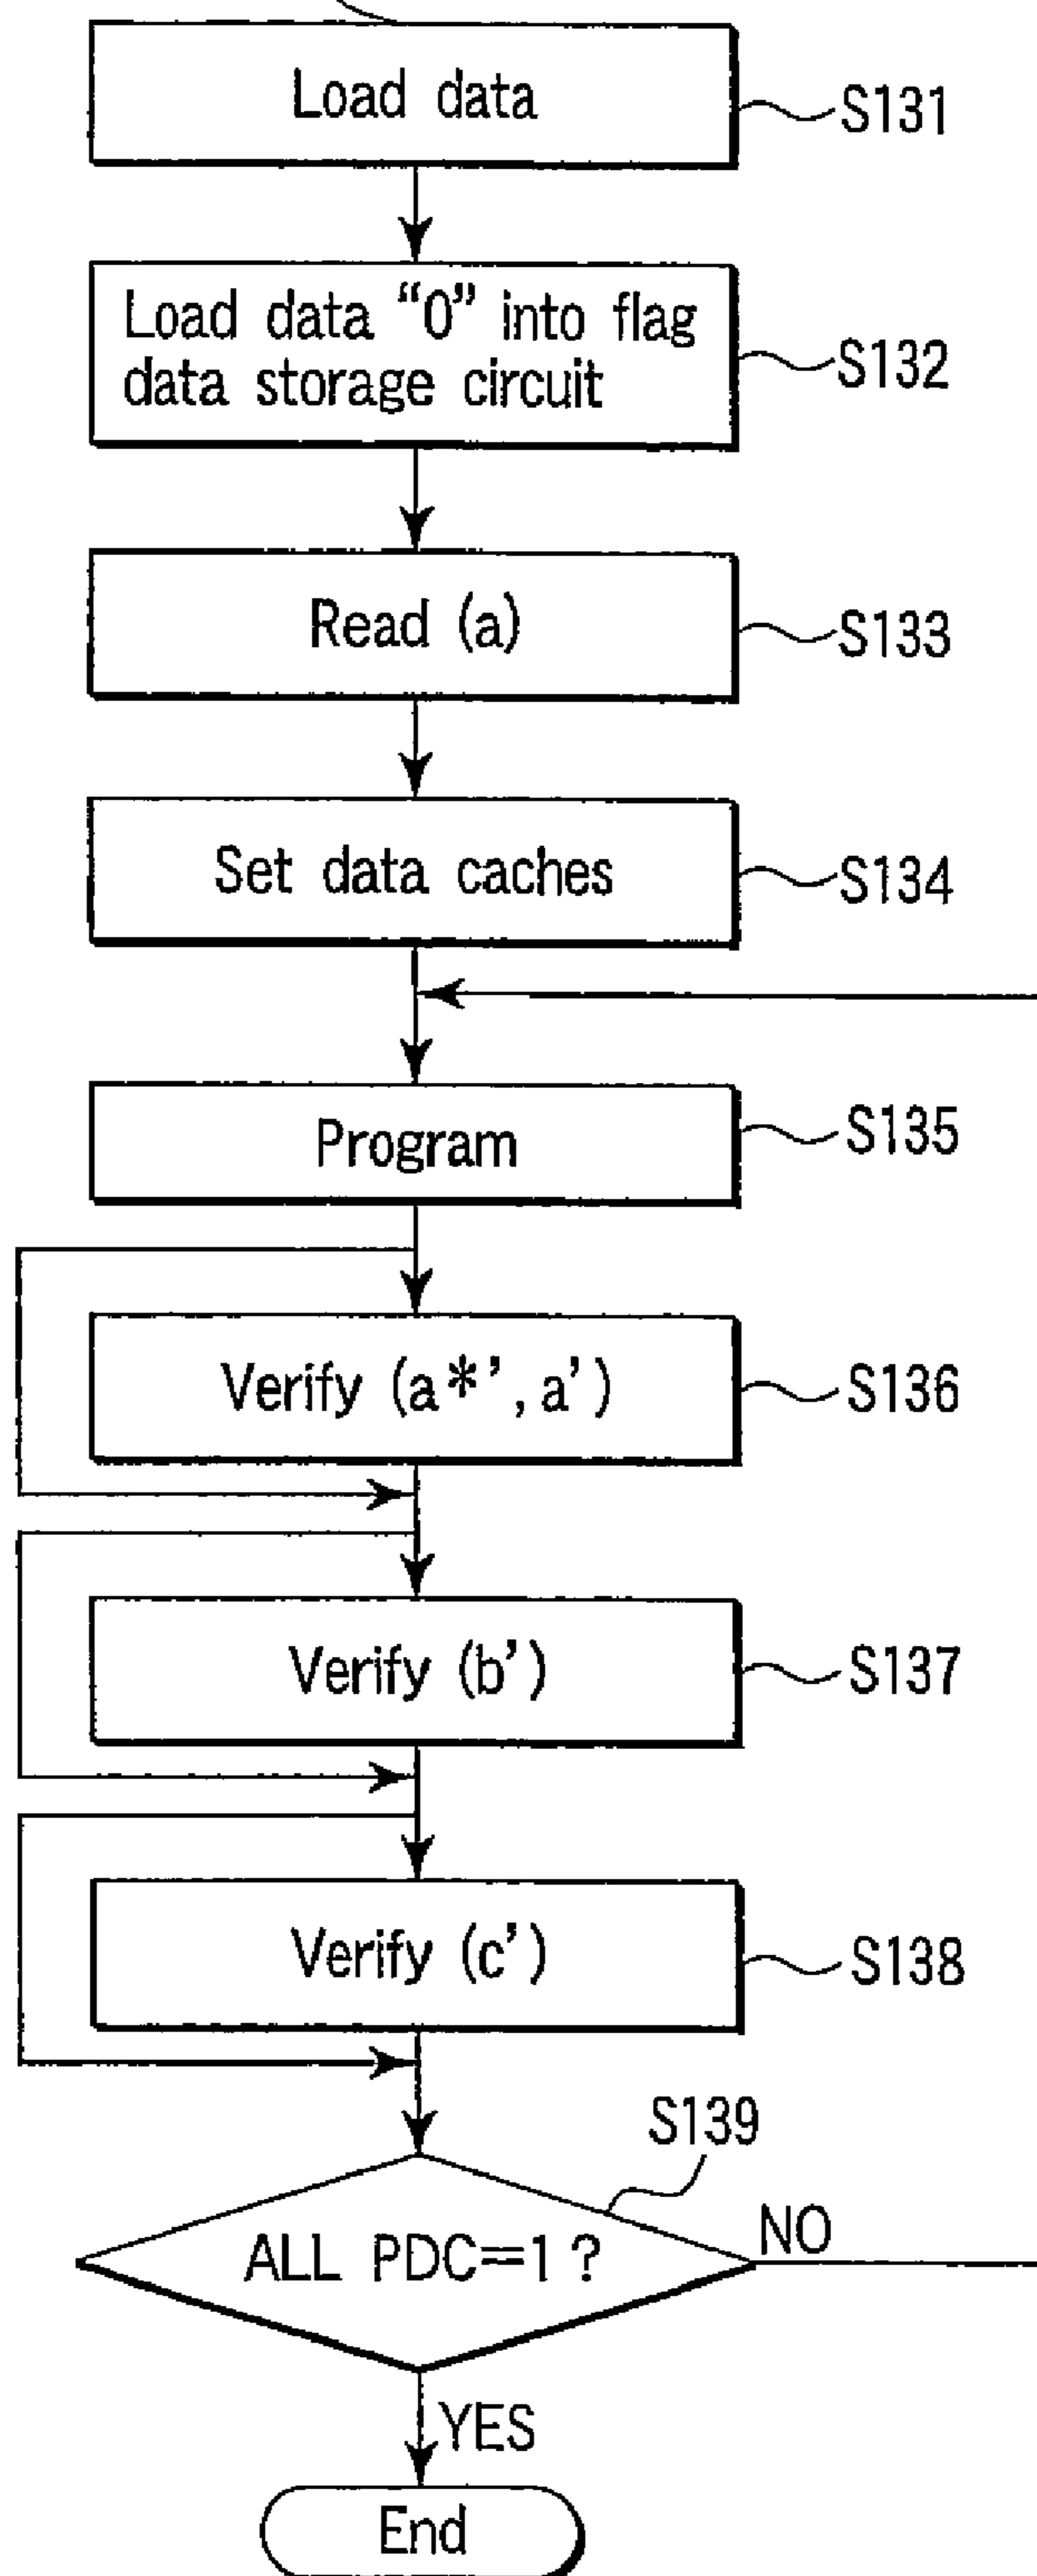 Load data
S131
Load data “0” into flag
data storage circuit
S132
Read (a)
S133
Set data caches
S134
Program
S135
Verify (a*’, a’)
S136
Verify (b’)
S137
Verify (c’)
S138
S139
ALL PDC=1 ?
NO
YES
End